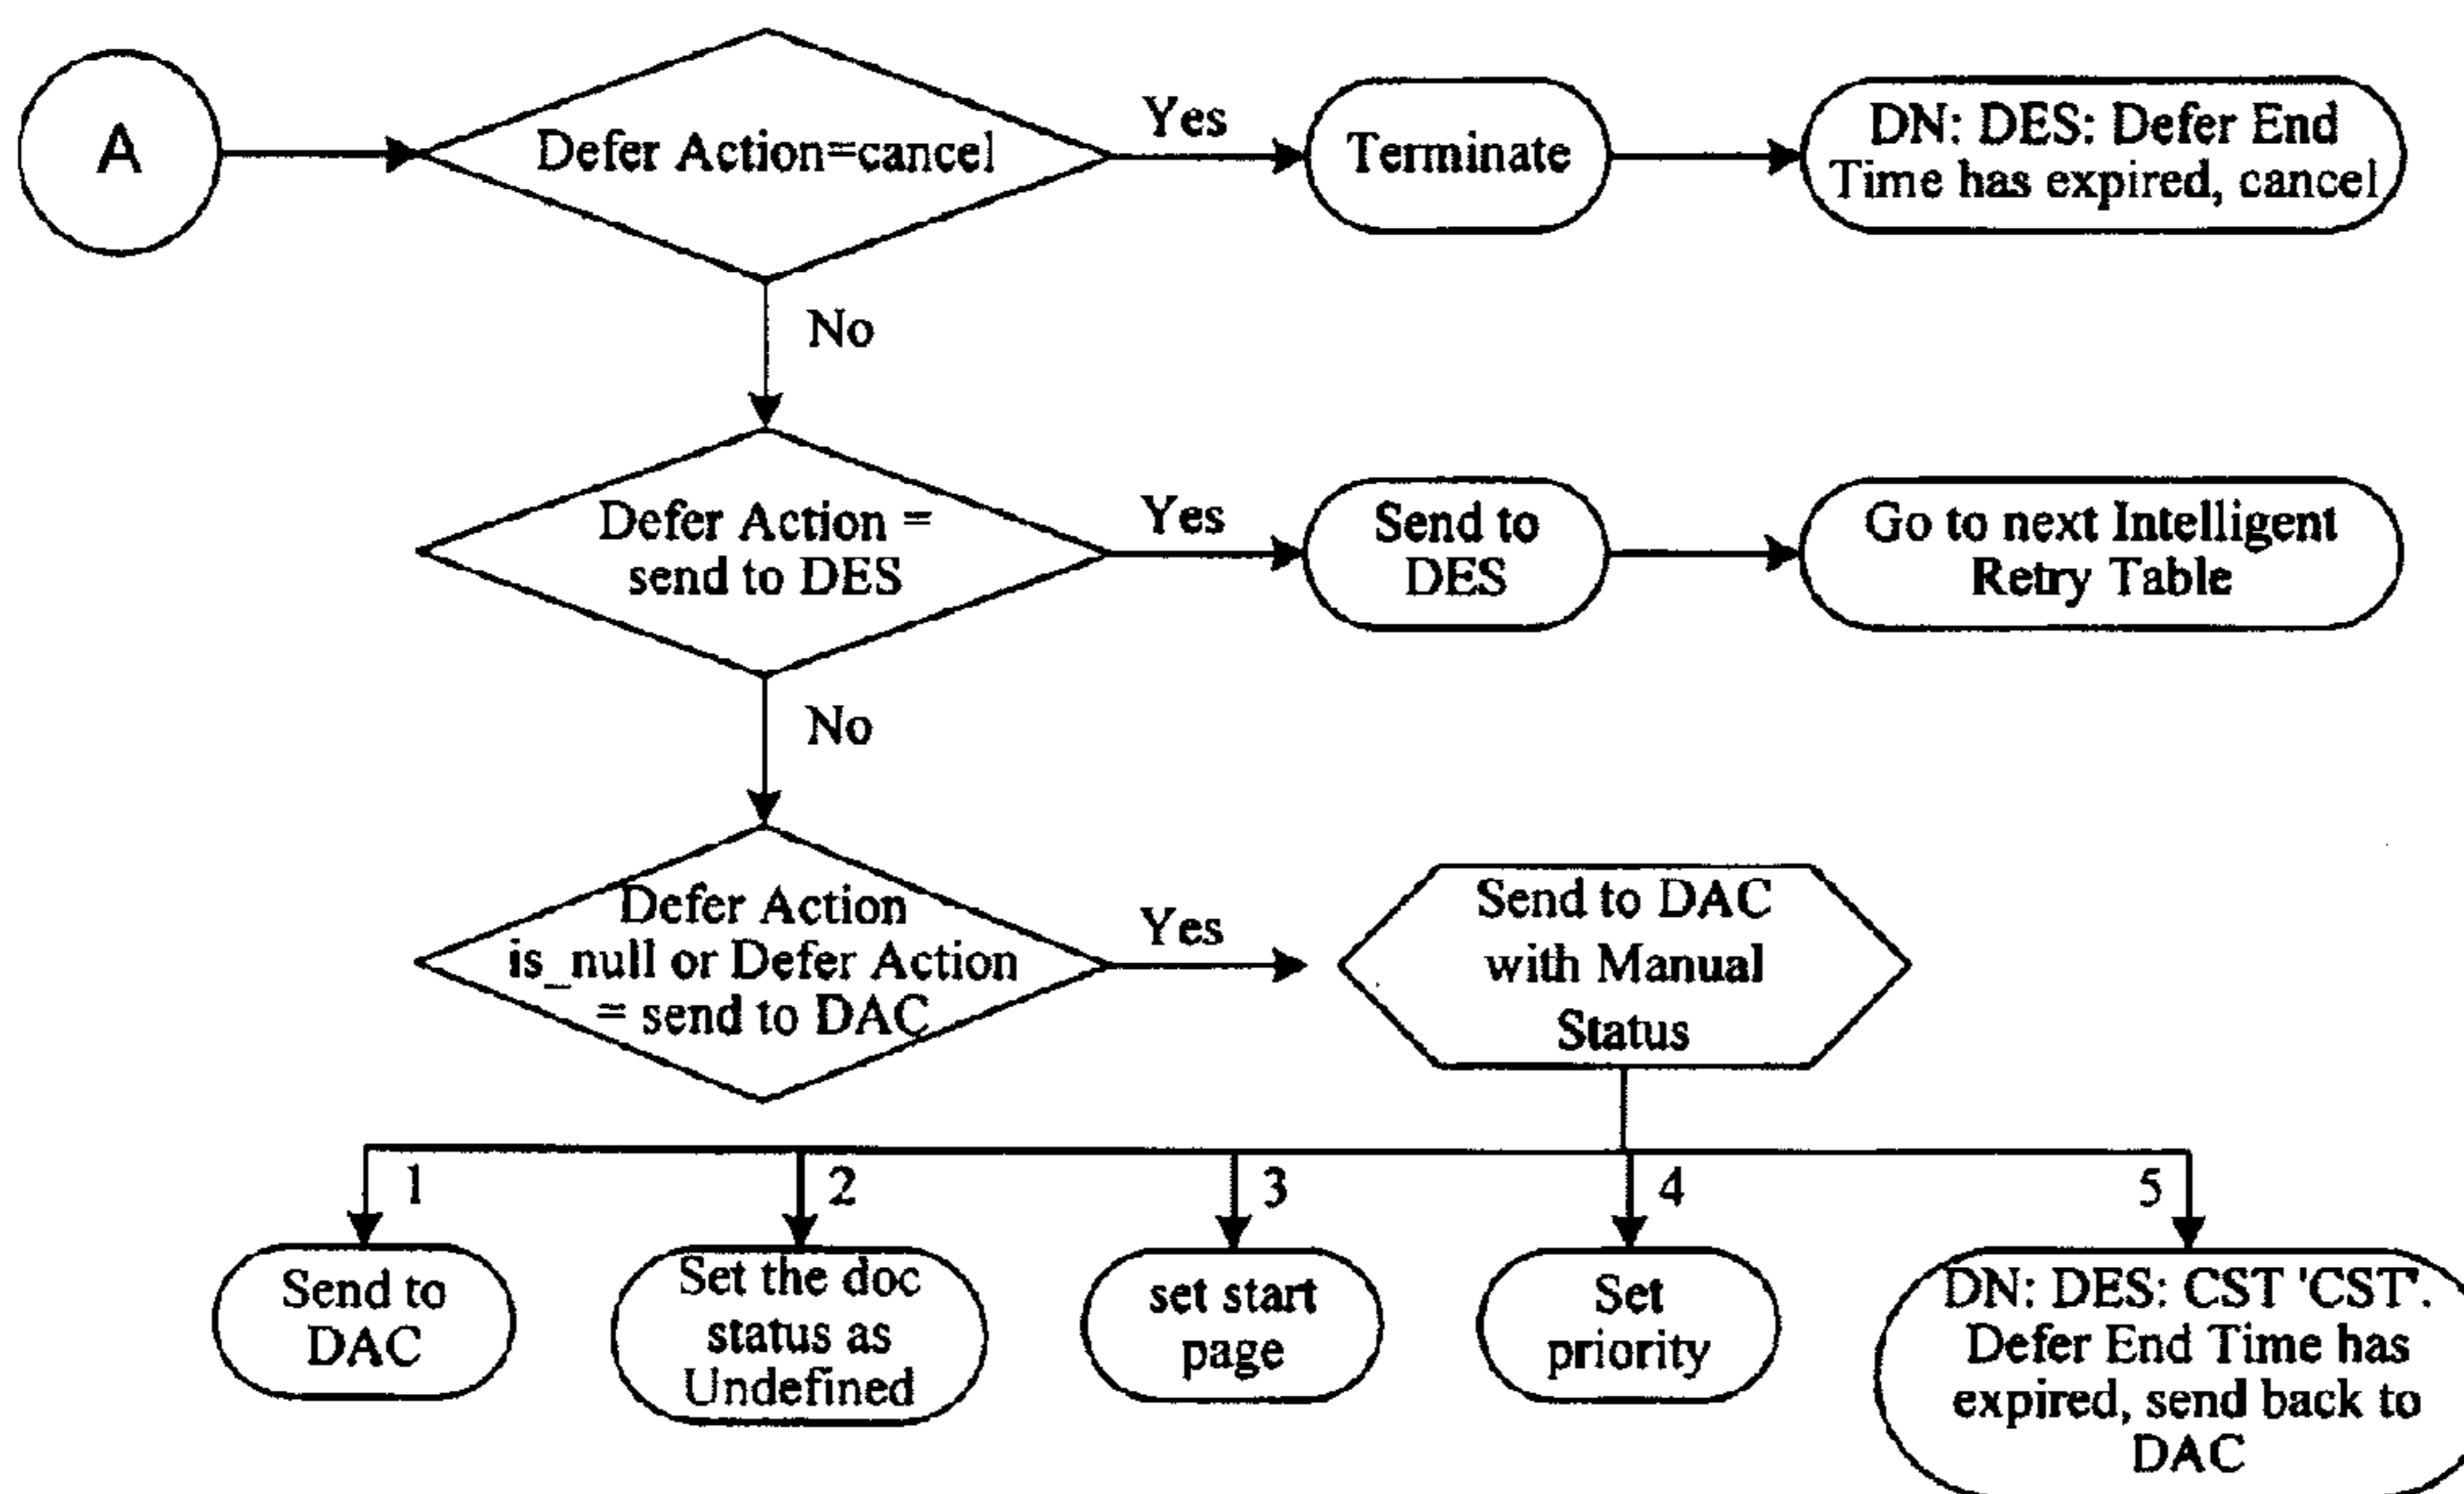 A
Defer Action=cancel
Yes
Terminate
DN: DES: Defer End
Time has expired, cancel
No
Defer Action =
send to DES
Yes
Send to
DES
Go to next Intelligent
Retry Table
No
Defer Action
is_null or Defer Action
= send to DAC
Yes
Send to DAC
with Manual
Status
1
2
3
4
5
Send to
DAC
Set the doc
status as
Undefined
set start
page
Set
priority
DN: DES: CST 'CST'.
Defer End Time has
expired, send back to
DAC